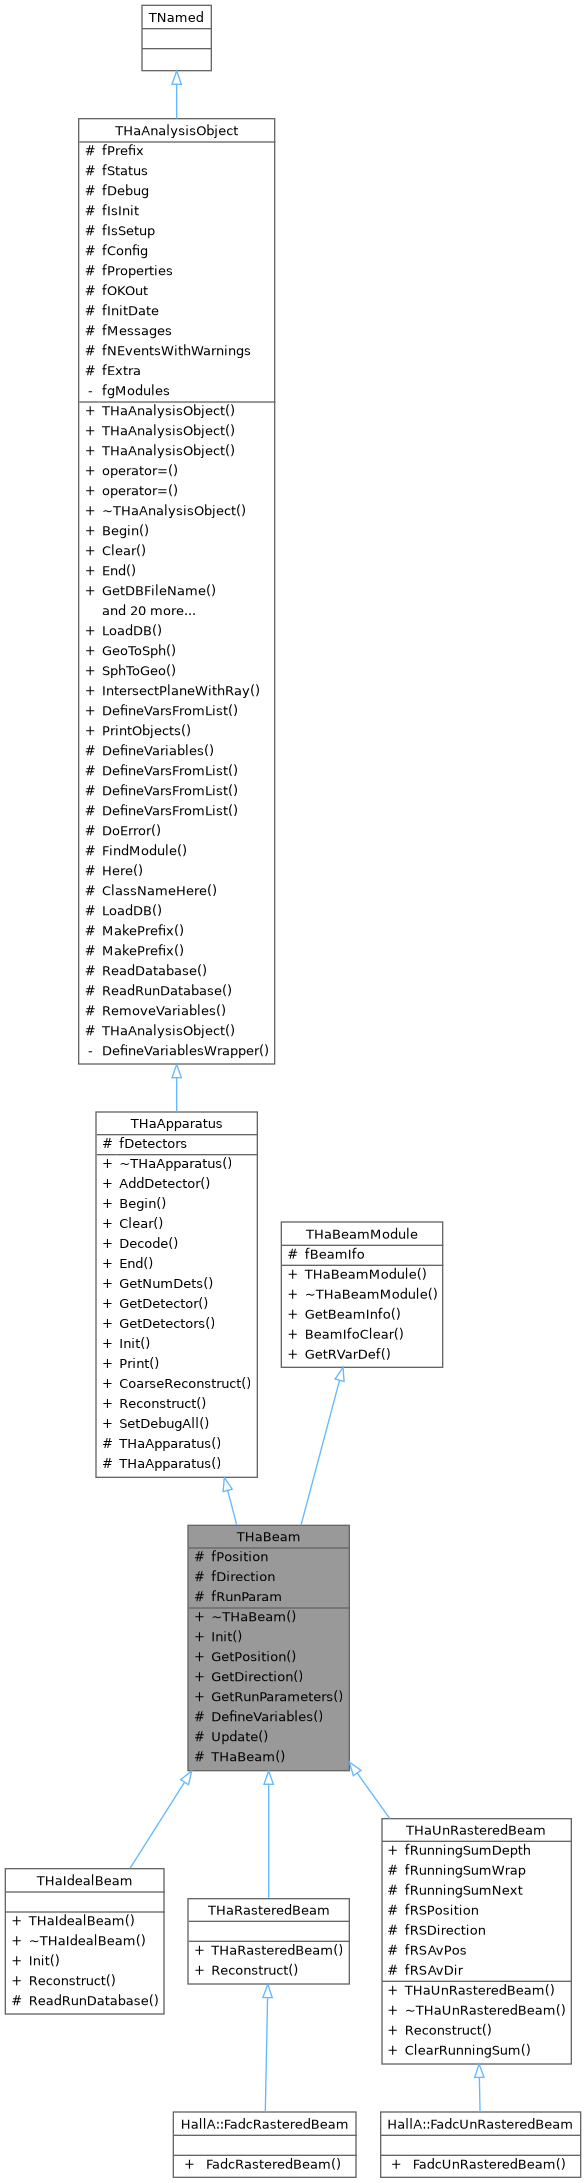 TNamed
THaAnalysisObject
# fPrefix
# fStatus
# fDebug
# fIsInit
# fIsSetup
# fConfig
# fProperties
# fOKOut
# fInitDate
# fMessages
# fNEventsWithWarnings
# fExtra
- fgModules
+ THaAnalysisObject()
+ THaAnalysisObject()
+ THaAnalysisObject()
+ operator=()
+ operator=()
+ ~THaAnalysisObject()
+ Begin()
+ Clear()
+ End()
+ GetDBFileName()
and 20 more...
+ LoadDB()
+ GeoToSph()
+ SphToGeo()
+ IntersectPlaneWithRay()
+ DefineVarsFromList()
+ PrintObjects()
# DefineVariables()
# DefineVarsFromList()
# DefineVarsFromList()
# DefineVarsFromList()
# DoError()
# FindModule()
# Here()
# ClassNameHere()
# LoadDB()
# MakePrefix()
# MakePrefix()
# ReadDatabase()
# ReadRunDatabase()
# RemoveVariables()
# THaAnalysisObject()
- DefineVariablesWrapper()
THaApparatus
# fDetectors
+ ~THaApparatus()
+ AddDetector()
+ Begin()
+ Clear()
+ Decode()
+ End()
+ GetNumDets()
+ GetDetector()
+ GetDetectors()
+ Init()
+ Print()
+ CoarseReconstruct()
+ Reconstruct()
+ SetDebugAll()
# THaApparatus()
# THaApparatus()
THaBeamModule
# fBeamIfo
+ THaBeamModule()
+ ~THaBeamModule()
+ GetBeamInfo()
+ BeamIfoClear()
+ GetRVarDef()
THaBeam
# fPosition
# fDirection
# fRunParam
+ ~THaBeam()
+ Init()
+ GetPosition()
+ GetDirection()
+ GetRunParameters()
# DefineVariables()
# Update()
# THaBeam()
THaIdealBeam
+ THaIdealBeam()
+ ~THaIdealBeam()
+ Init()
+ Reconstruct()
# ReadRunDatabase()
THaRasteredBeam
+ THaRasteredBeam()
+ Reconstruct()
THaUnRasteredBeam
+ fRunningSumDepth
# fRunningSumWrap
# fRunningSumNext
# fRSPosition
# fRSDirection
# fRSAvPos
# fRSAvDir
+ THaUnRasteredBeam()
+ ~THaUnRasteredBeam()
+ Reconstruct()
+ ClearRunningSum()
HallA::FadcRasteredBeam
+ FadcRasteredBeam()
HallA::FadcUnRasteredBeam
+ FadcUnRasteredBeam()